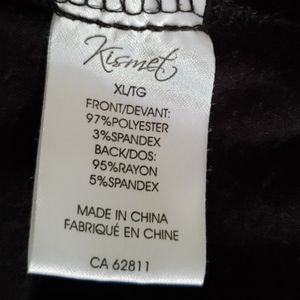 Kismet
XL/TG
FRONT/DEVANT:
97%POLYESTER
3%SPANDEX
BACK/DOS:
95%RAYON
5%SPANDEX
MADE IN CHINA
FABRIQUÉ EN CHINE
CA 62811